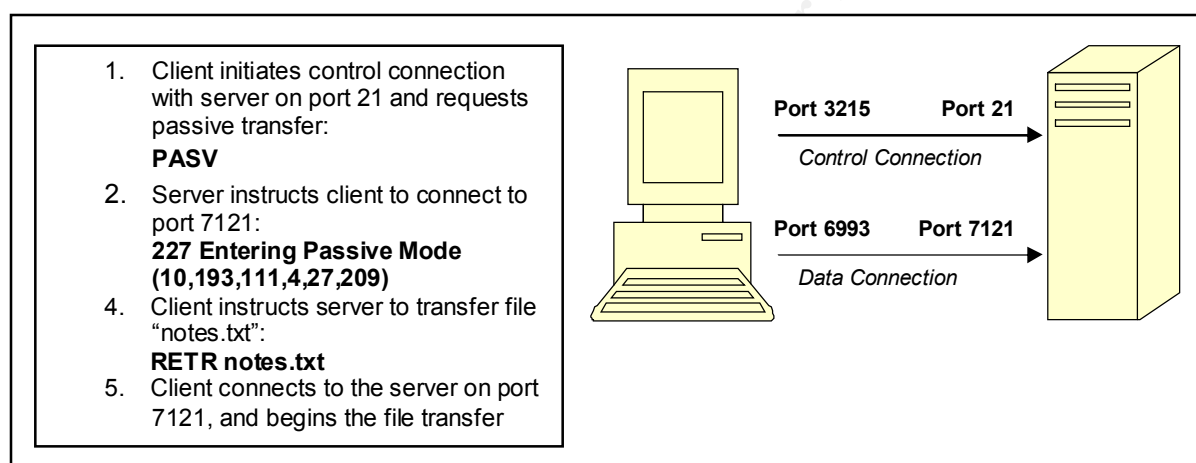 1. Client initiates control connection
with server on port 21 and requests
passive transfer:
PASV
2. Server instructs client to connect to
port 7121:
227 Entering Passive Mode
(10,193,111,4,27,209)
4. Client instructs server to transfer file
“notes.txt”:
RETR notes.txt
5. Client connects to the server on port
7121, and begins the file transfer
Port 3215 Port 21
Control Connection
Port 6993 Port 7121
Data Connection